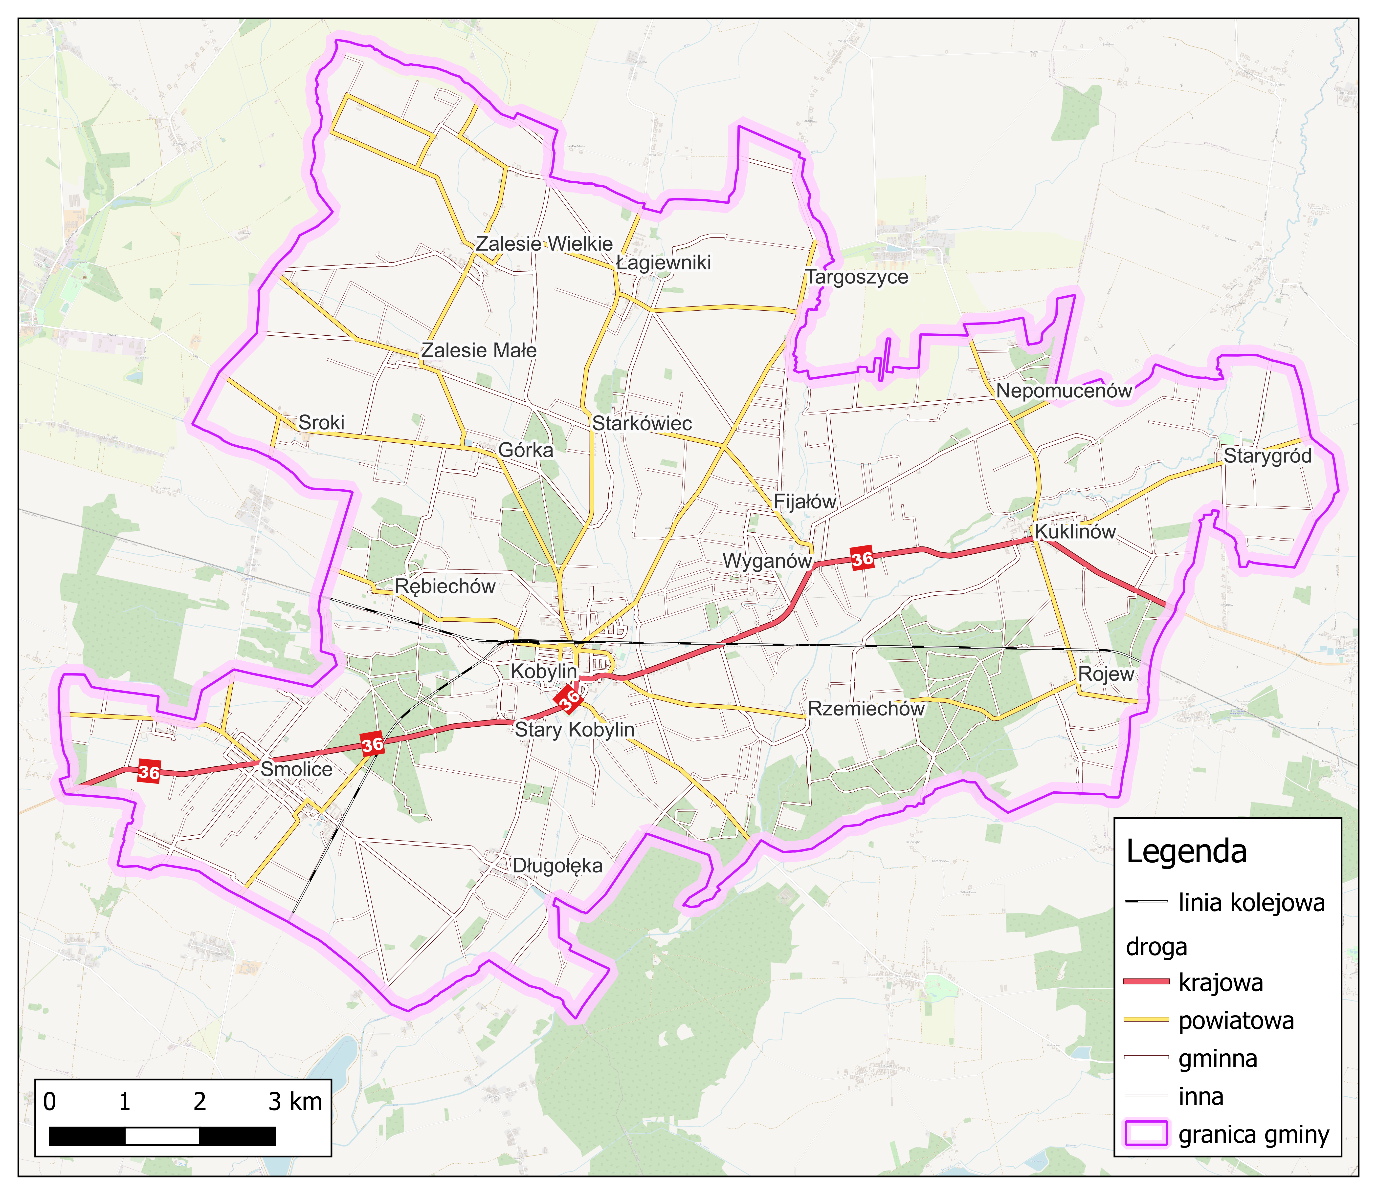 Zalesie Wielkie
Łagiewniki
Targoszyce
Zalesie Małe
Nepomucenów
Sroki
Starkówiec
Górka
Starygród
Fijałów
Kuklinów
Wyganów
36
Rębiechów
Kobylin
Rojew
36
Rzemiechów
Stary Kobylin
36
36
Smolice
Długołęka
Legenda
linia kolejowa
droga
krajowa
powiatowa
gminna
inna
granica gminy
0 1 2 3 km